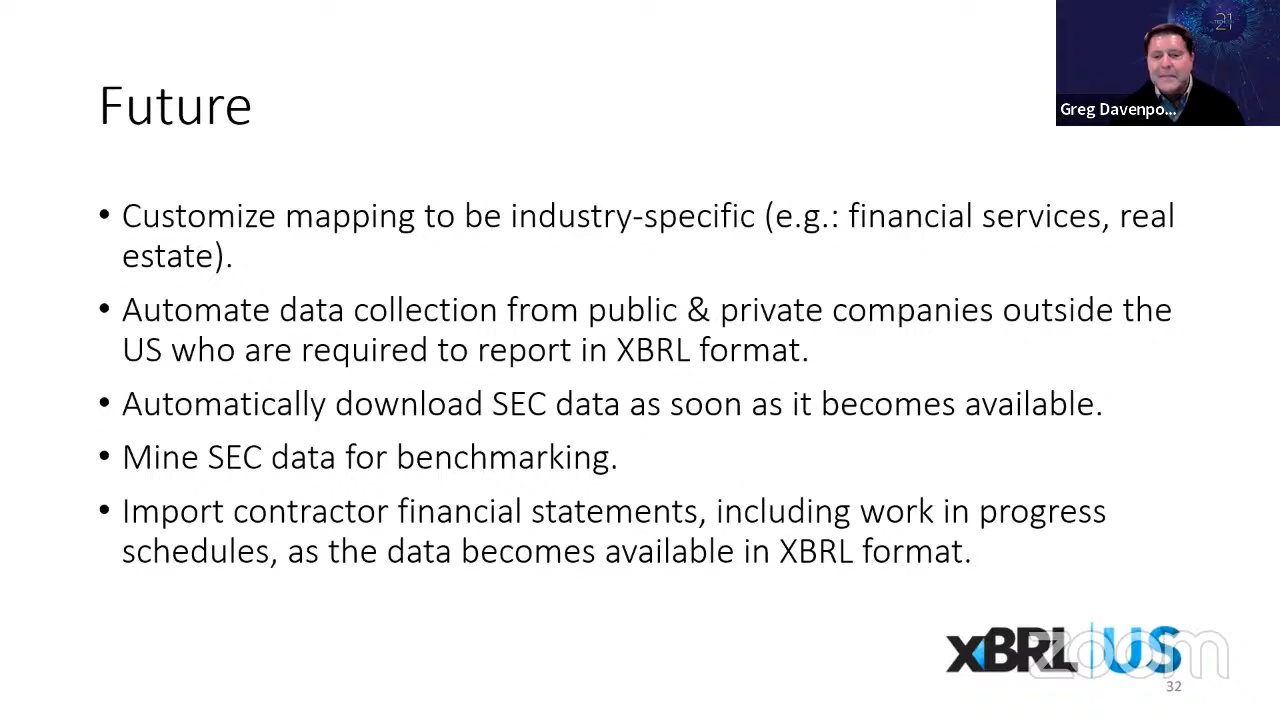 21
Greg Davenpo...
Future
• Customize mapping to be industry-specific (e.g.: financial services, real
estate).
• Automate data collection from public & private companies outside the
US who are required to report in XBRL format.
• Automatically download SEC data as soon as it becomes available.
• Mine SEC data for benchmarking.
• Import contractor financial statements, including work in progress
schedules, as the data becomes available in XBRL format.
XBRL US
zoom
32